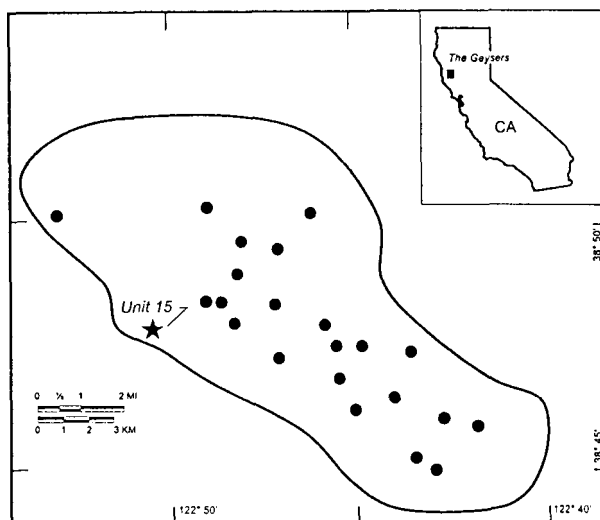 The Geysers
CA
38° 50'
Unit 15
0 ½ 1 2 MI
0 1 2 3 KM
38° 45'
122° 50'
122° 40'